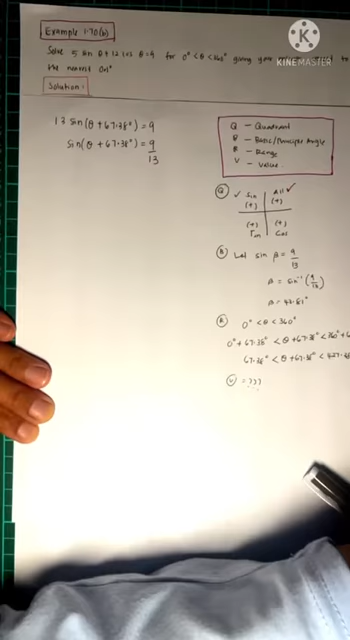 Example 1.70(b)
KINEMASTER
Solve 5 sin θ + 12 cos θ = 9 for 0° < θ < 360° giving your
the nearest 0.01°
Solution:
13 sin(θ + 67.38°) = 9
sin(θ + 67.38°) = 9
13
Q – Quadrant
B – Basic/Principle Angle
R – Range
V – Value.
Q
✓ Sin All ✓
(+) (+)
(+) (+)
Tan Cos
B Let sin β = 9
13
β = sin⁻¹ (9
13)
β = 43.81°
R 0° < θ < 360°
0° + 67.38° < θ + 67.38° < 360° + 6
67.38° < θ + 67.38° < 427.
V = ???